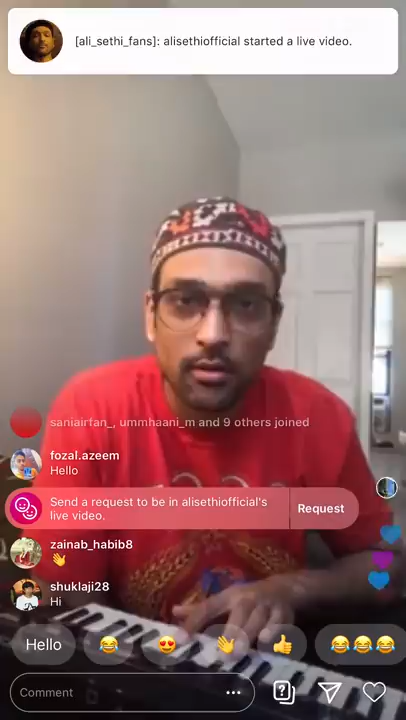 [ali_sethi_fans]: alisethiofficial started a live video.
saniairfan_, ummhaani_m and 9 others joined
fozal.azeem
Hello
Send a request to be in alisethiofficial's
live video.
Request
zainab_habib8
👋
shuklaji28
Hi
Hello 😂 😍 👋 👍 😂😂😂
Comment